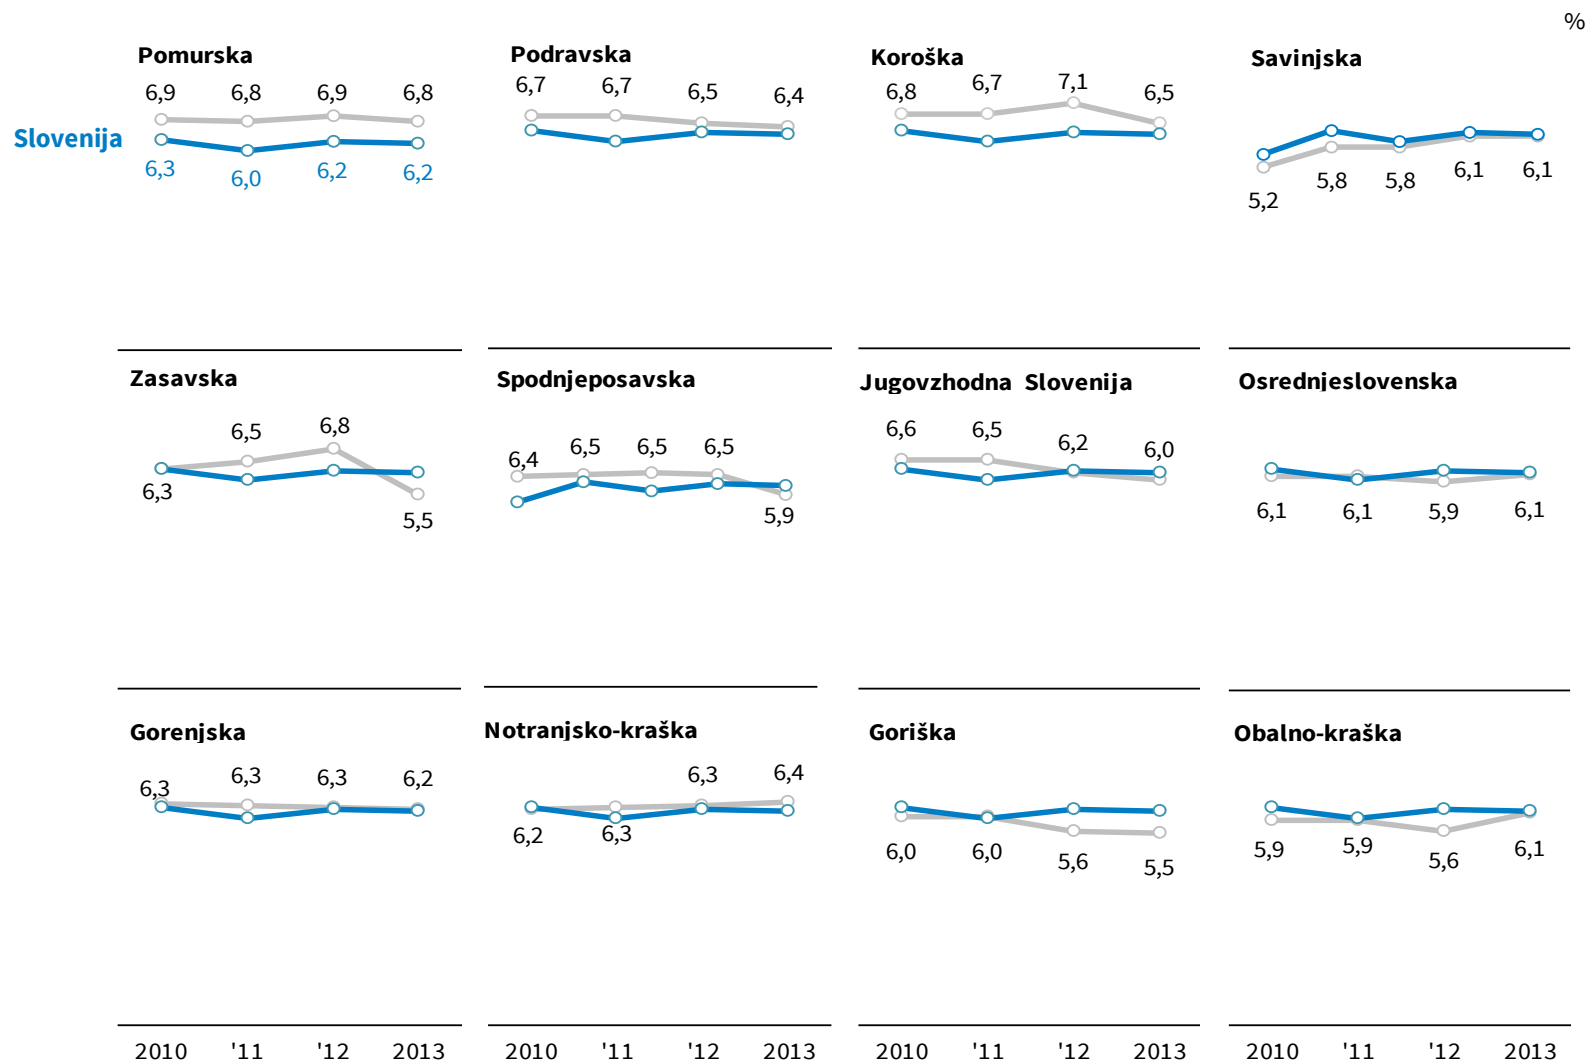 %
Pomurska
6,9 6,8 6,9 6,8
Slovenija
6,3 6,0 6,2 6,2
Podravska
6,7 6,7 6,5 6,4
Koroška
6,8 6,7 7,1 6,5
Savinjska
5,2 5,8 5,8 6,1 6,1
Zasavska
6,3 6,5 6,8 5,5
Spodnjeposavska
6,4 6,5 6,5 6,5 5,9
Jugovzhodna Slovenija
6,6 6,5 6,2 6,0
Osrednjeslovenska
6,1 6,1 5,9 6,1
Gorenjska
6,3 6,3 6,3 6,2
Notranjsko-kraška
6,2 6,3 6,3 6,4
Goriška
6,0 6,0 5,6 5,5
Obalno-kraška
5,9 5,9 5,6 6,1
2010 '11 '12 2013
2010 '11 '12 2013
2010 '11 '12 2013
2010 '11 '12 2013